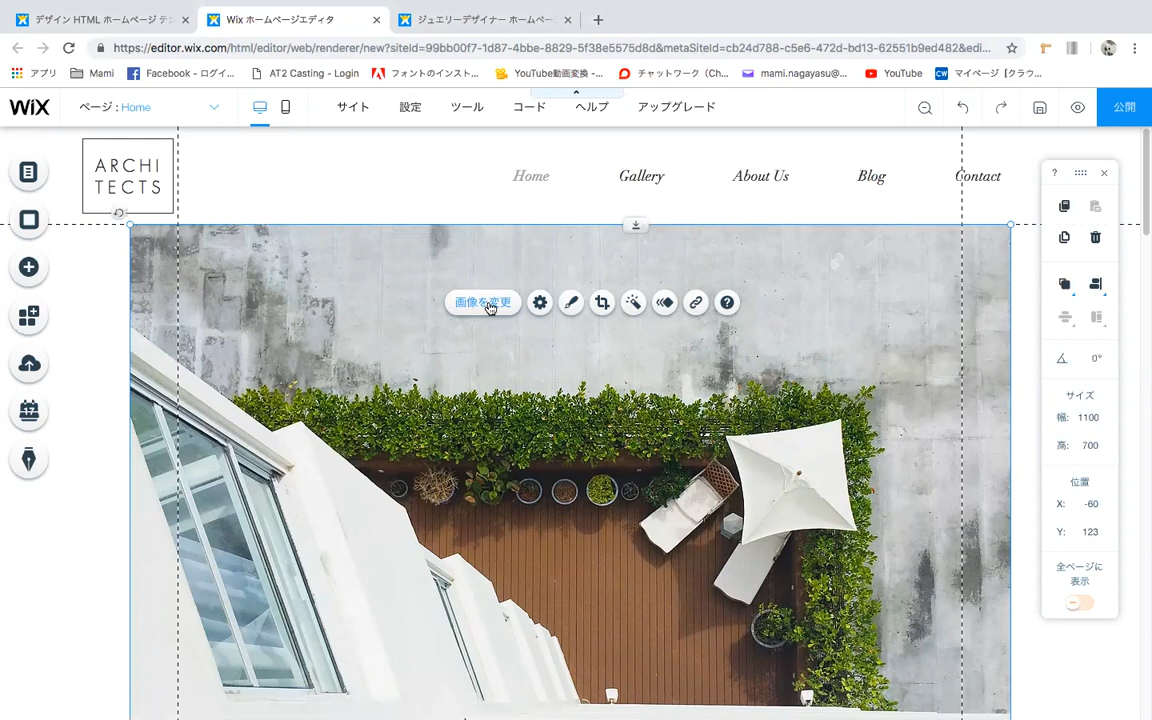 デザイン HTML ホームページ テン
Wix ホームページエディタ
ジュエリーデザイナー ホームペー
https://editor.wix.com/html/editor/web/renderer/new?siteId=99bb00f7-1d87-4bbe-8829-5f38e5575d8d&metaSiteId=cb24d788-c5e6-472d-bd13-62551b9ed482&edi...
アプリ
Mami
Facebook - ログイ...
AT2 Casting - Login
フォントのインスト...
YouTube動画変換 -...
チャットワーク（Ch...
mami.nagayasu@...
YouTube
マイページ【クラウ...
WiX
ページ : Home
サイト
設定
ツール
コード
ヘルプ
アップグレード
公開
ARCHI
TECTS
Home
Gallery
About Us
Blog
Contact
画像を変更
0°
サイズ
幅: 1100
高: 700
位置
X: -60
Y: 123
全ページに
表示